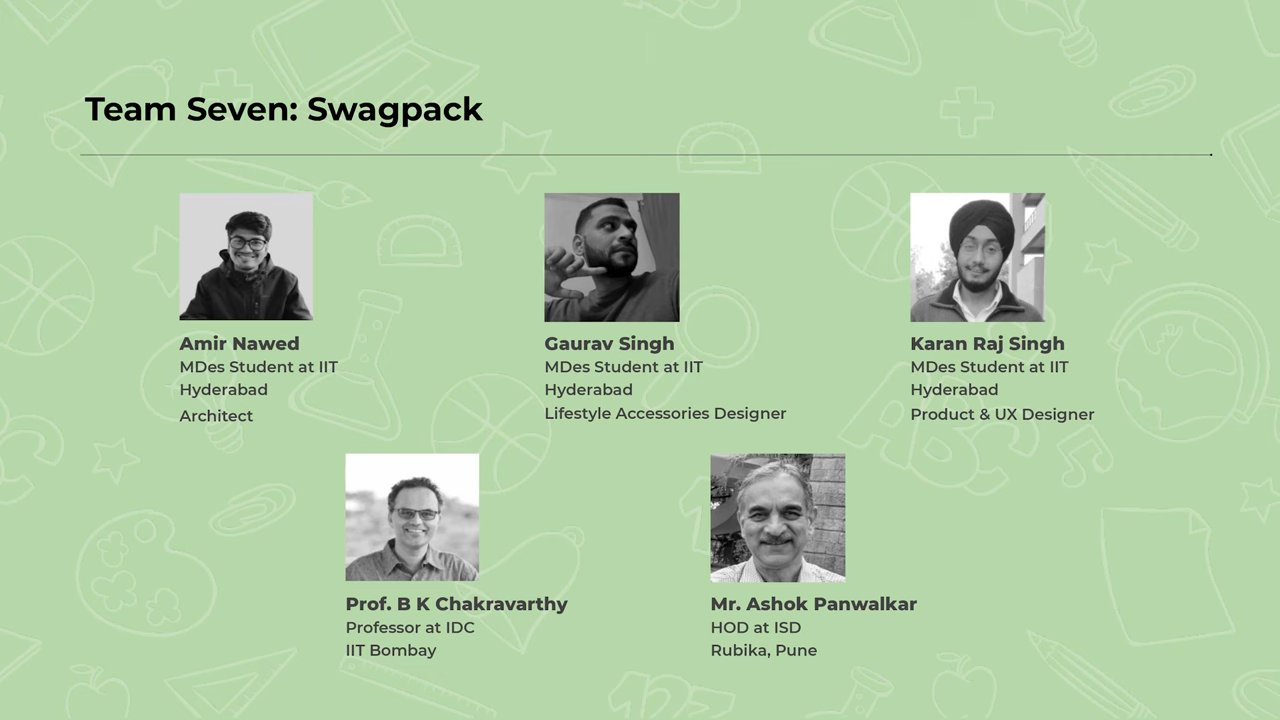 Team Seven: Swagpack
Amir Nawed
MDes Student at IIT
Hyderabad
Architect
Gaurav Singh
MDes Student at IIT
Hyderabad
Lifestyle Accessories Designer
Karan Raj Singh
MDes Student at IIT
Hyderabad
Product & UX Designer
Prof. B K Chakravarthy
Professor at IDC
IIT Bombay
Mr. Ashok Panwalkar
HOD at ISD
Rubika, Pune
ABC
123